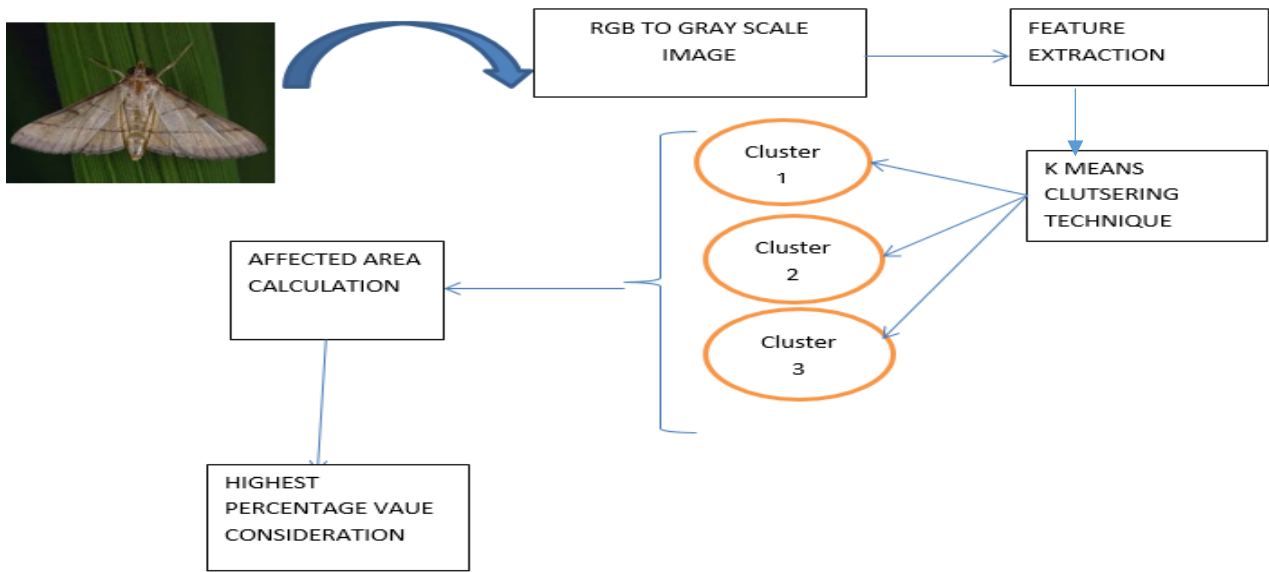 RGB TO GRAY SCALE
IMAGE
FEATURE
EXTRACTION
K MEANS
CLUTSERING
TECHNIQUE
Cluster
1
Cluster
2
Cluster
3
AFFECTED AREA
CALCULATION
HIGHEST
PERCENTAGE VAUE
CONSIDERATION